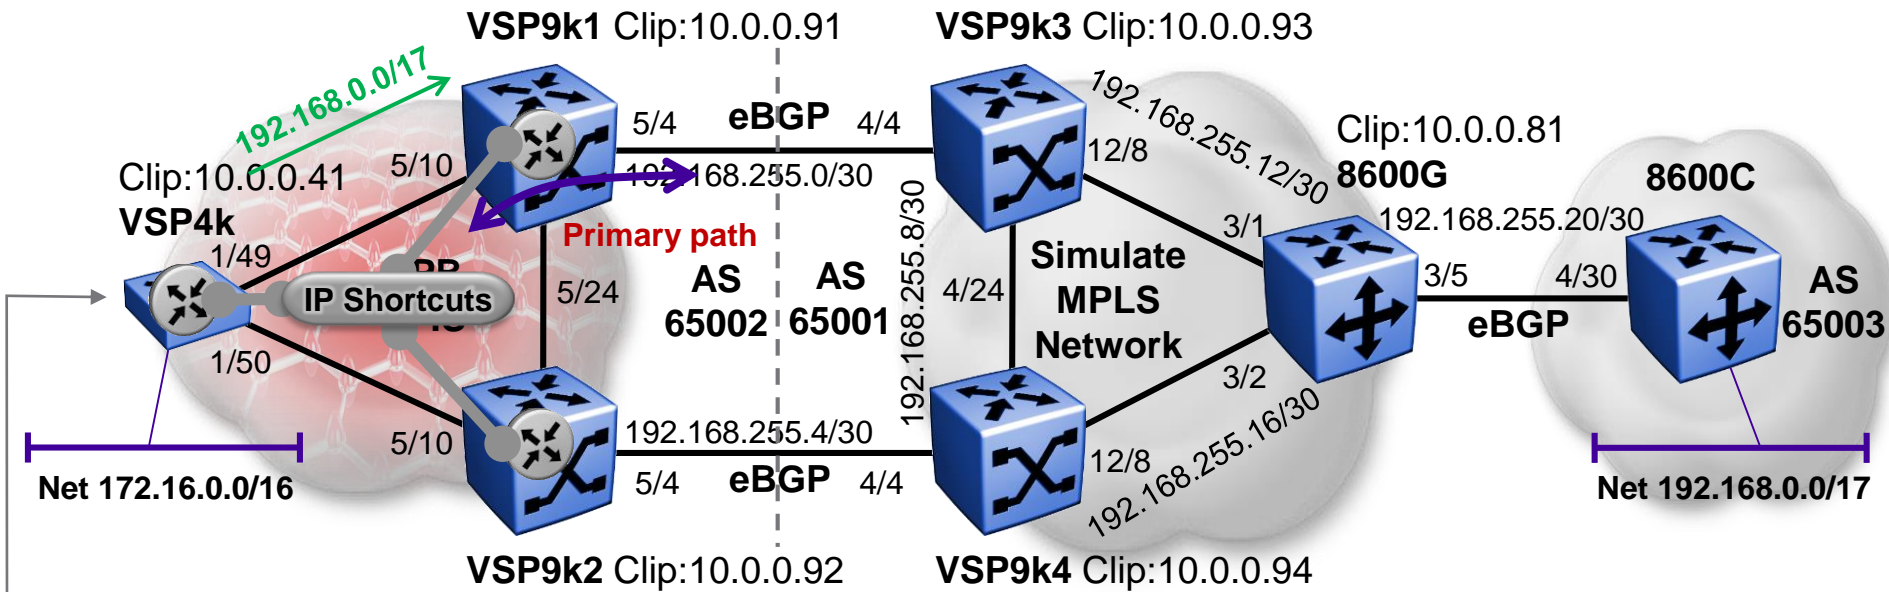 VSP9k1 Clip:10.0.0.91
VSP9k3 Clip:10.0.0.93
192.168.0.0/17
5/4
eBGP
4/4
192.168.255.0/30
192.168.255.12/30
12/8
Clip:10.0.0.81
8600G
8600C
Clip:10.0.0.41
VSP4k
5/10
1/49
Primary path
192.168.255.8/30
3/1
192.168.255.20/30
IP Shortcuts
5/24
AS
65002
AS
65001
4/24
Simulate
MPLS
Network
3/5
4/30
eBGP
AS
65003
1/50
5/10
3/2
192.168.255.4/30
5/4
eBGP
4/4
12/8
192.168.255.16/30
Net 172.16.0.0/16
Net 192.168.0.0/17
VSP9k2 Clip:10.0.0.92
VSP9k4 Clip:10.0.0.94